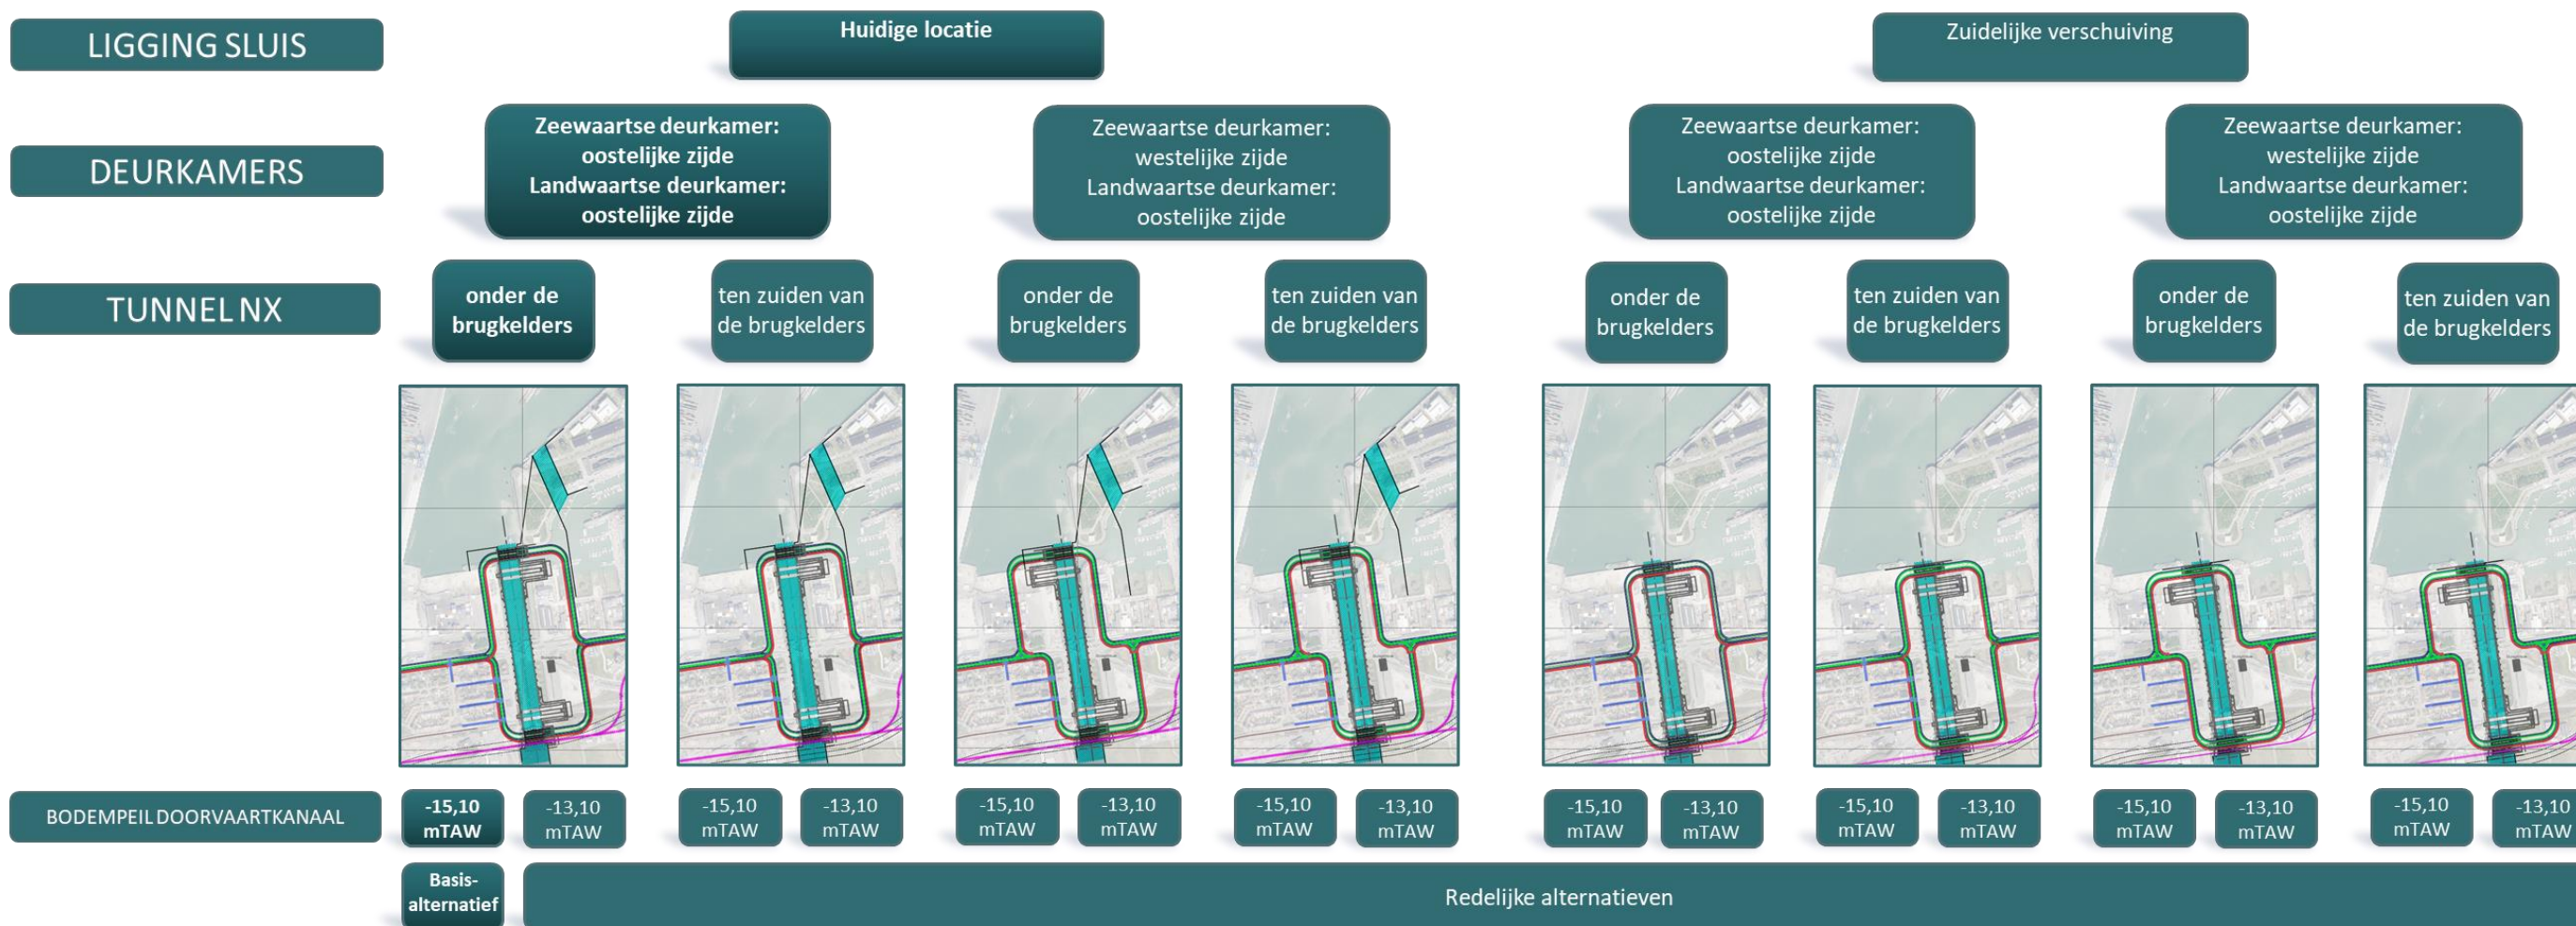 LIGGING SLUIS
Huidige locatie
Zuidelijke verschuiving
DEURKAMERS
Zeewaartse deurkamer:
oostelijke zijde
Landwaartse deurkamer:
oostelijke zijde
Zeewaartse deurkamer:
westelijke zijde
Landwaartse deurkamer:
oostelijke zijde
Zeewaartse deurkamer:
oostelijke zijde
Landwaartse deurkamer:
oostelijke zijde
Zeewaartse deurkamer:
westelijke zijde
Landwaartse deurkamer:
oostelijke zijde
TUNNEL NX
onder de
brugkelders
ten zuiden van
de brugkelders
onder de
brugkelders
ten zuiden van
de brugkelders
onder de
brugkelders
ten zuiden van
de brugkelders
onder de
brugkelders
ten zuiden van
de brugkelders
BODEMPEIL DOORVAARTKANAAL
-15,10
mTAW
-13,10
mTAW
-15,10
mTAW
-13,10
mTAW
-15,10
mTAW
-13,10
mTAW
-15,10
mTAW
-13,10
mTAW
-15,10
mTAW
-13,10
mTAW
-15,10
mTAW
-13,10
mTAW
-15,10
mTAW
-13,10
mTAW
-15,10
mTAW
-13,10
mTAW
Basis-
alternatief
Redelijke alternatieven